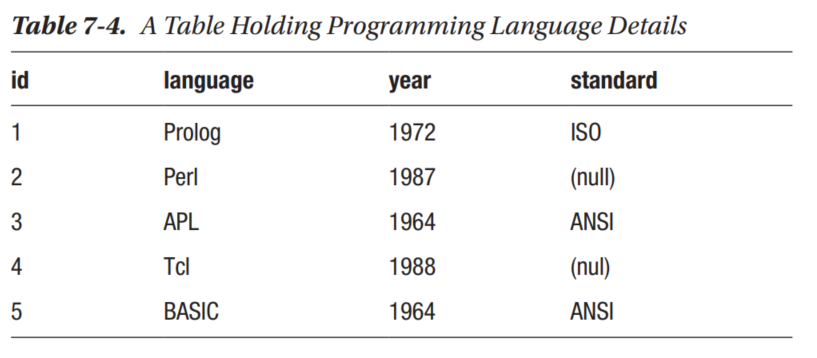 Table 7-4. A Table Holding Programming Language Details
id language year standard
1 Prolog 1972 ISO
2 Perl 1987 (null)
3 APL 1964 ANSI
4 Tcl 1988 (nul)
5 BASIC 1964 ANSI